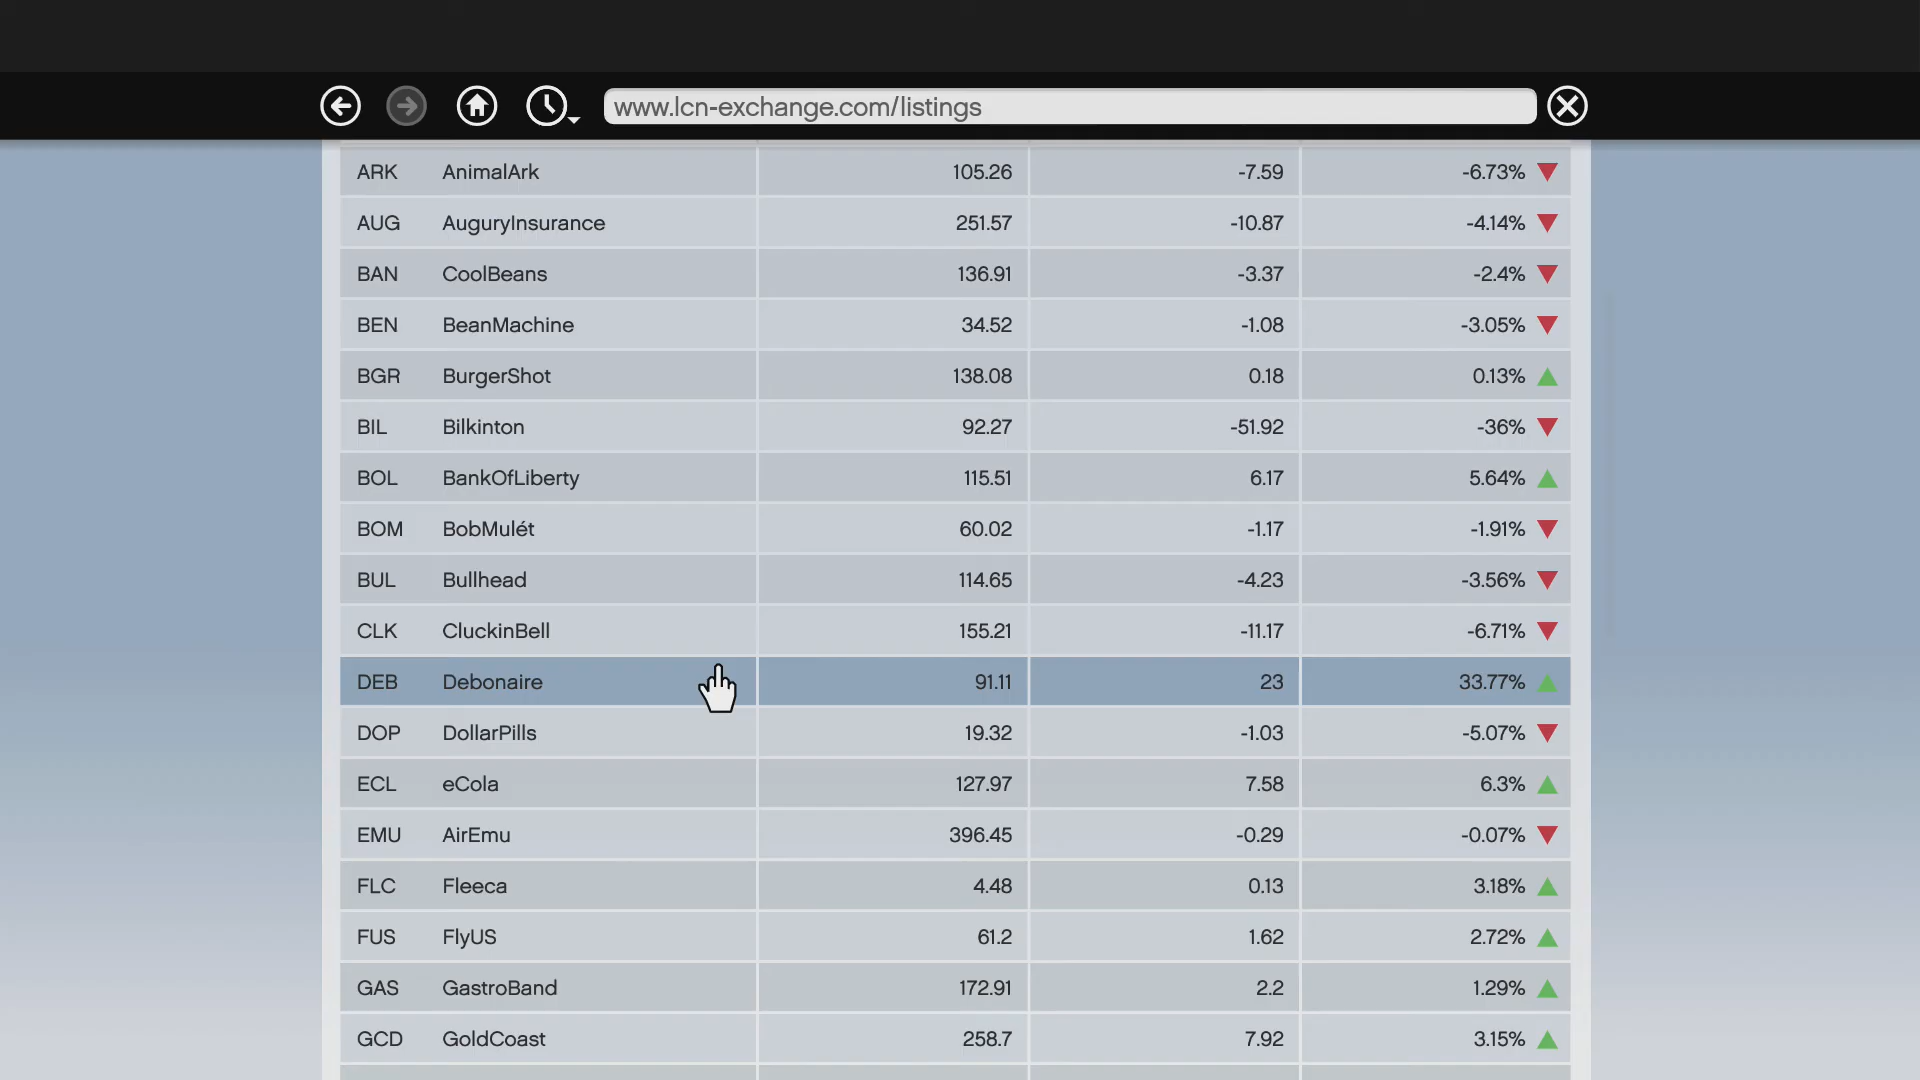 www.lcn-exchange.com/listings
ARK AnimalArk 105.26 -7.59 -6.73%
AUG AuguryInsurance 251.57 -10.87 -4.14%
BAN CoolBeans 136.91 -3.37 -2.4%
BEN BeanMachine 34.52 -1.08 -3.05%
BGR BurgerShot 138.08 0.18 0.13%
BIL Bilkinton 92.27 -51.92 -36%
BOL BankOfLiberty 115.51 6.17 5.64%
BOM BobMulét 60.02 -1.17 -1.91%
BUL Bullhead 114.65 -4.23 -3.56%
CLK CluckinBell 155.21 -11.17 -6.71%
DEB Debonaire 91.11 23 33.77%
DOP DollarPills 19.32 -1.03 -5.07%
ECL eCola 127.97 7.58 6.3%
EMU AirEmu 396.45 -0.29 -0.07%
FLC Fleeca 4.48 0.13 3.18%
FUS FlyUS 61.2 1.62 2.72%
GAS GastroBand 172.91 2.2 1.29%
GCD GoldCoast 258.7 7.92 3.15%